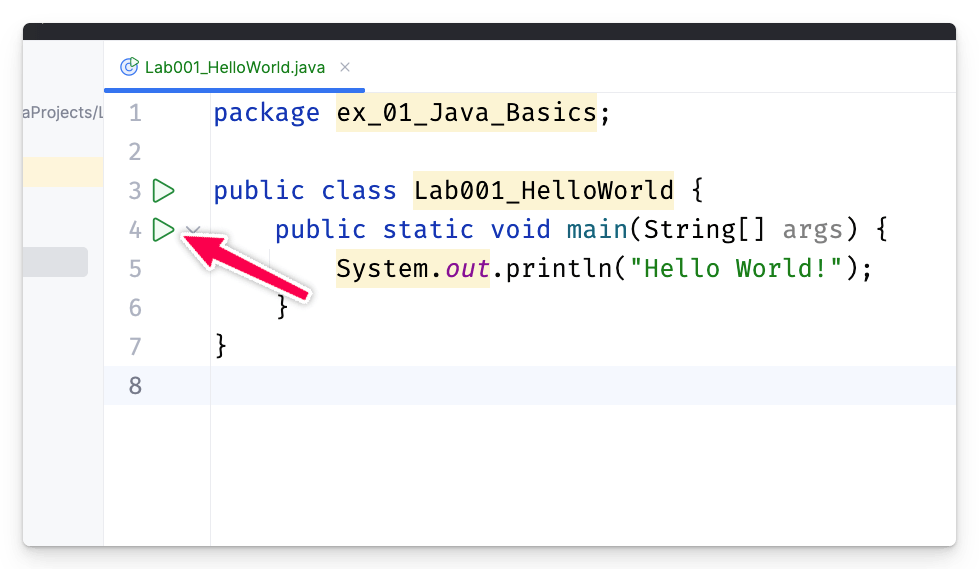 Lab001_HelloWorld.java
aProjects/L
1 package ex_01_Java_Basics;
2
3 public class Lab001_HelloWorld {
4 public static void main(String[] args) {
5 System.out.println("Hello World!");
6 }
7 }
8